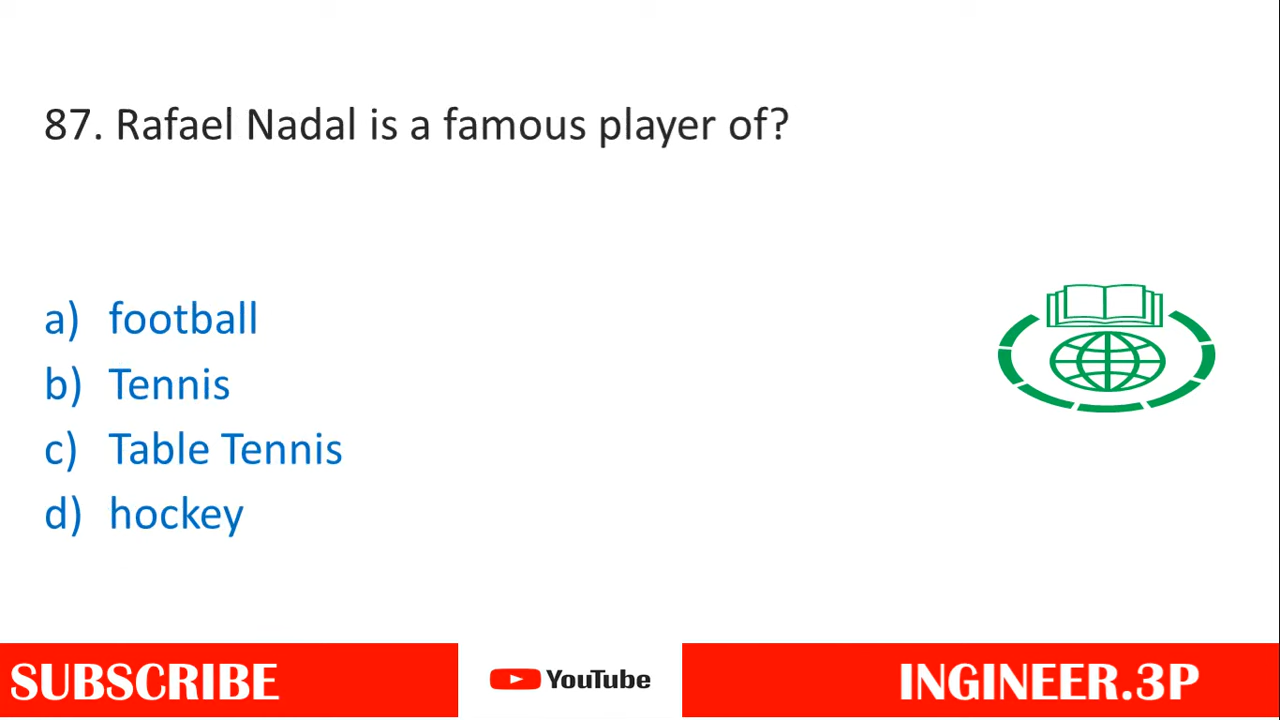 87. Rafael Nadal is a famous player of?
a) football
b) Tennis
c) Table Tennis
d) hockey
SUBSCRIBE
YouTube
INGINEER.3P